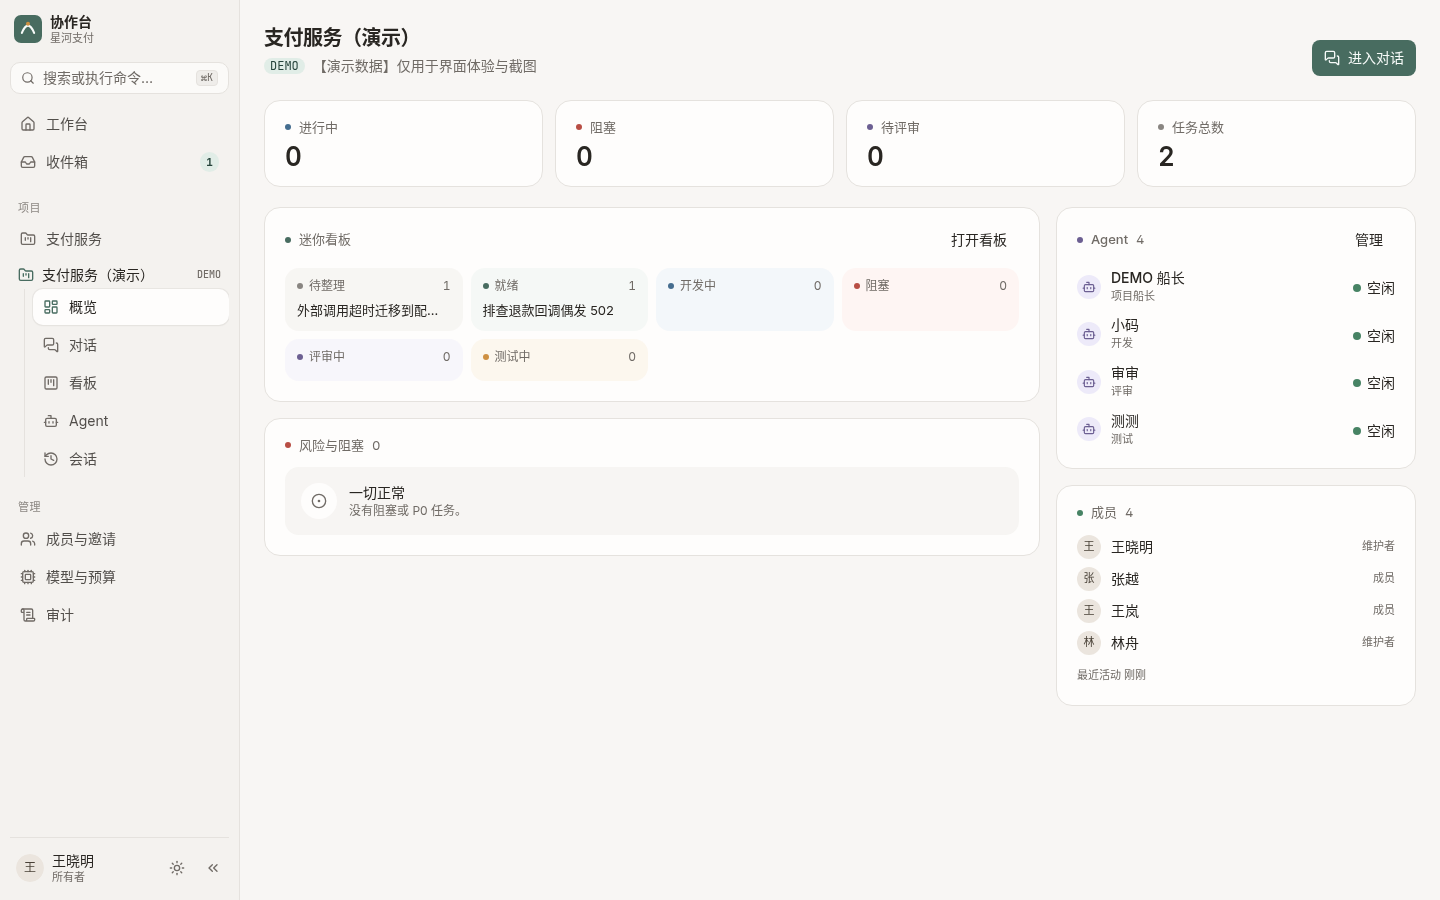 协作台
星河支付
搜索或执行命令...
⌘K
工作台
收件箱
1
项目
支付服务
支付服务（演示）
DEMO
概览
对话
看板
Agent
会话
管理
成员与邀请
模型与预算
审计
王
王晓明
所有者
支付服务（演示）
DEMO
【演示数据】仅用于界面体验与截图
进入对话
进行中
0
阻塞
0
待评审
0
任务总数
2
迷你看板
打开看板
待整理
1
外部调用超时迁移到配...
就绪
1
排查退款回调偶发 502
开发中
0
阻塞
0
评审中
0
测试中
0
风险与阻塞 0
一切正常
没有阻塞或 P0 任务。
Agent 4
管理
DEMO 船长
项目船长
空闲
小码
开发
空闲
审审
评审
空闲
测测
测试
空闲
成员 4
王
王晓明
维护者
张
张越
成员
王
王岚
成员
林
林舟
维护者
最近活动 刚刚